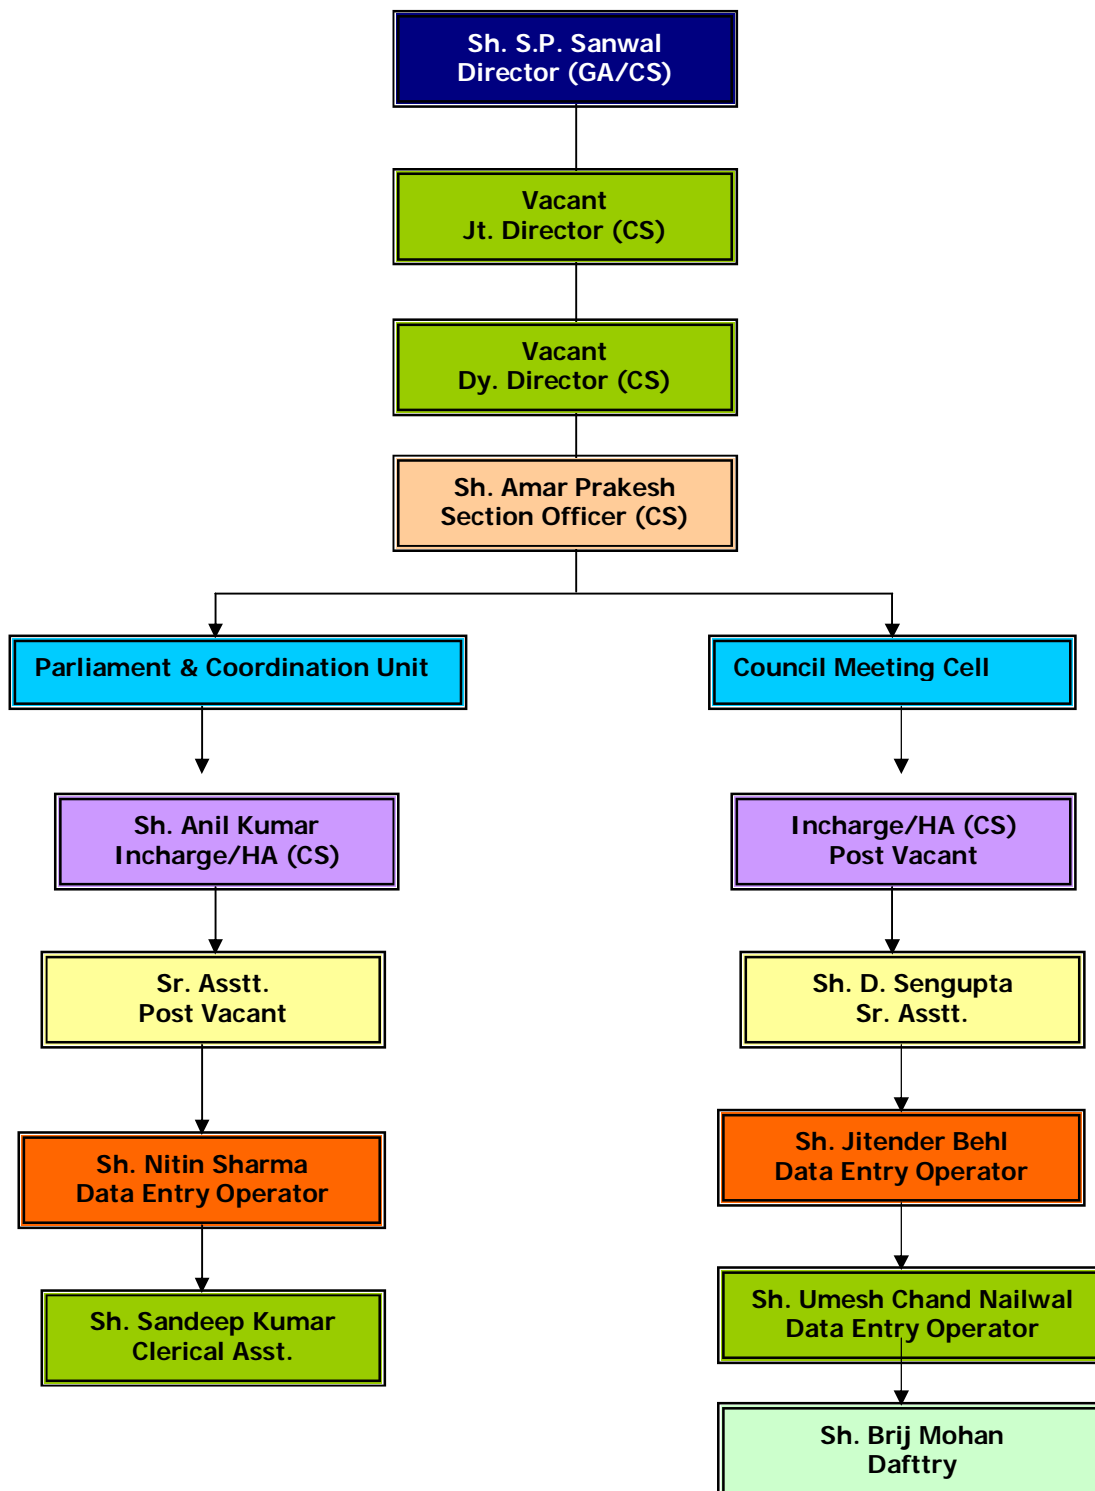 Sh. S.P. Sanwal
Director (GA/CS)
Vacant
Jt. Director (CS)
Vacant
Dy. Director (CS)
Sh. Amar Prakesh
Section Officer (CS)
Parliament & Coordination Unit
Council Meeting Cell
Sh. Anil Kumar
Incharge/HA (CS)
Incharge/HA (CS)
Post Vacant
Sr. Asstt.
Post Vacant
Sh. D. Sengupta
Sr. Asstt.
Sh. Nitin Sharma
Data Entry Operator
Sh. Jitender Behl
Data Entry Operator
Sh. Sandeep Kumar
Clerical Asst.
Sh. Umesh Chand Nailwal
Data Entry Operator
Sh. Brij Mohan
Dafttry